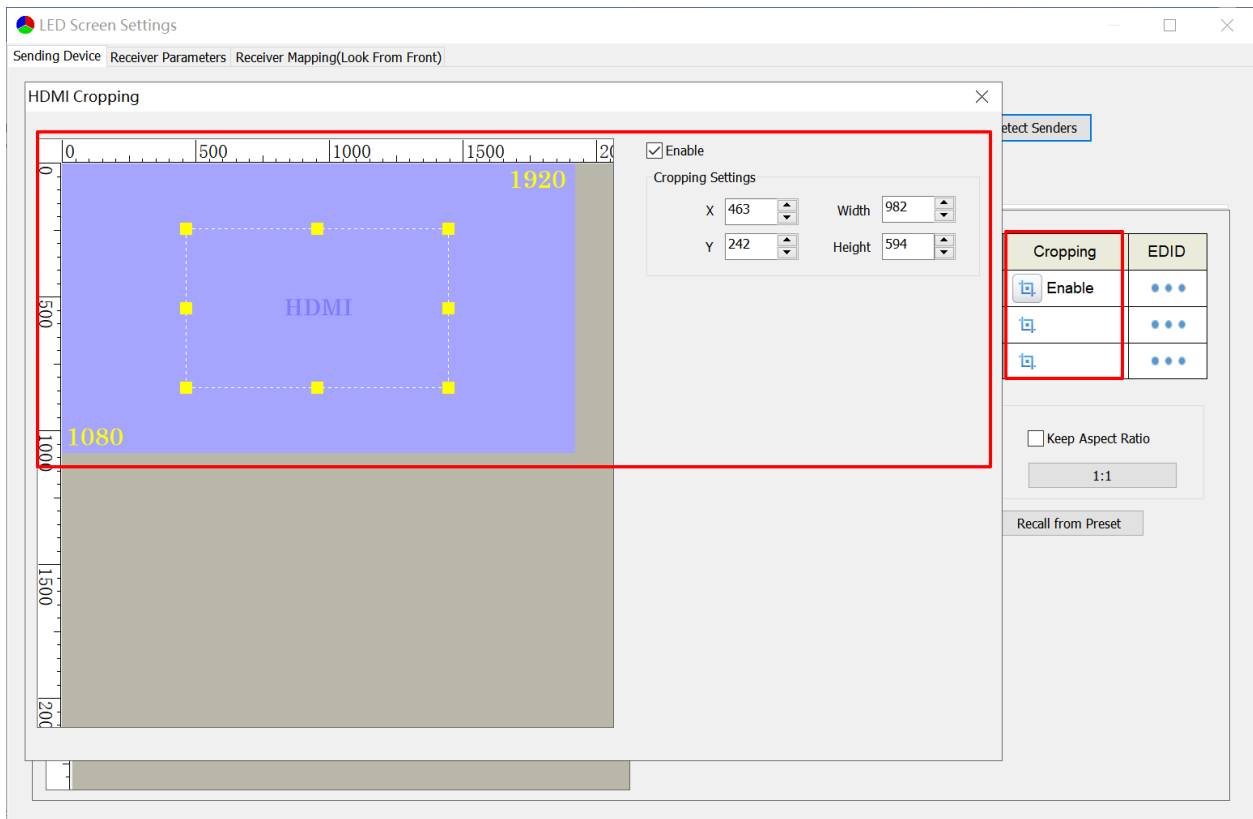 LED Screen Settings
Sending Device Receiver Parameters Receiver Mapping(Look From Front)
HDMI Cropping
etect Senders
0 500 1000 1500 20
Enable
Cropping Settings
X 463 Width 982
Y 242 Height 594
0
500
1000
1500
200
1920
HDMI
1080
Cropping EDID
Enable
Keep Aspect Ratio
1:1
Recall from Preset